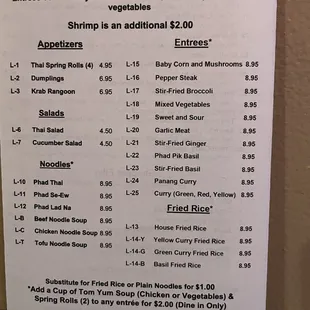 vegetables
Shrimp is an additional $2.00
Appetizers
L-1 Thai Spring Rolls (4) 4.95
L-2 Dumplings 6.95
L-3 Krab Rangoon 6.95
Salads
L-6 Thai Salad 4.50
L-7 Cucumber Salad 4.50
Noodles*
L-10 Phad Thai 8.95
L-11 Phad Se-Ew 8.95
L-12 Phad Lad Na 8.95
L-B Beef Noodle Soup 8.95
L-C Chicken Noodle Soup 8.95
L-T Tofu Noodle Soup 8.95
Entrees*
L-15 Baby Corn and Mushrooms 8.95
L-16 Pepper Steak 8.95
L-17 Stir-Fried Broccoli 8.95
L-18 Mixed Vegetables 8.95
L-19 Sweet and Sour 8.95
L-20 Garlic Meat 8.95
L-21 Stir-Fried Ginger 8.95
L-22 Phad Pik Basil 8.95
L-23 Stir-Fried Basil 8.95
L-24 Panang Curry 8.95
L-25 Curry (Green, Red, Yellow) 8.95
Fried Rice*
L-13 House Fried Rice 8.95
L-14-Y Yellow Curry Fried Rice 8.95
L-14-G Green Curry Fried Rice 8.95
L-14-B Basil Fried Rice 8.95
Substitute for Fried Rice or Plain Noodles for $1.00
*Add a Cup of Tom Yum Soup (Chicken or Vegetables) &
Spring Rolls (2) to any entrée for $2.00 (Dine in Only)